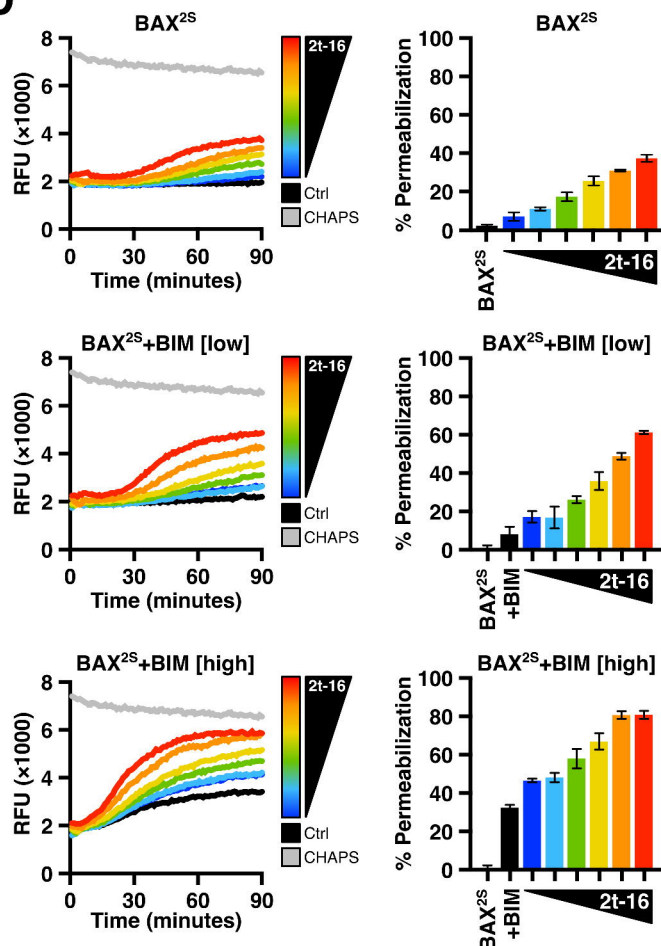 BAX2S
8
6
4
2
0
RFU (×1000)
0 30 60 90
Time (minutes)
2t-16
Ctrl
CHAPS
BAX2S
100
80
60
40
20
0
% Permeabilization
BAX2S
2t-16
BAX2S+BIM [low]
8
6
4
2
0
RFU (×1000)
0 30 60 90
Time (minutes)
2t-16
Ctrl
CHAPS
BAX2S+BIM [low]
100
80
60
40
20
0
% Permeabilization
BAX2S
+BIM
2t-16
BAX2S+BIM [high]
8
6
4
2
0
RFU (×1000)
0 30 60 90
Time (minutes)
2t-16
Ctrl
CHAPS
BAX2S+BIM [high]
100
80
60
40
20
0
% Permeabilization
BAX2S
+BIM
2t-16